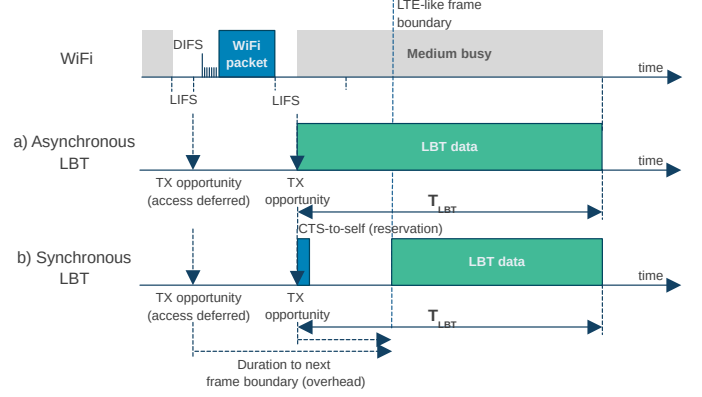 LTE-like frame
boundary
WiFi
DIFS
WiFi
packet
Medium busy
time
LIFS
LIFS
a) Asynchronous
LBT
LBT data
time
TX opportunity
(access deferred)
TX
opportunity
TLBT
CTS-to-self (reservation)
b) Synchronous
LBT
LBT data
time
TX opportunity
(access deferred)
TX
opportunity
TLBT
Duration to next
frame boundary (overhead)